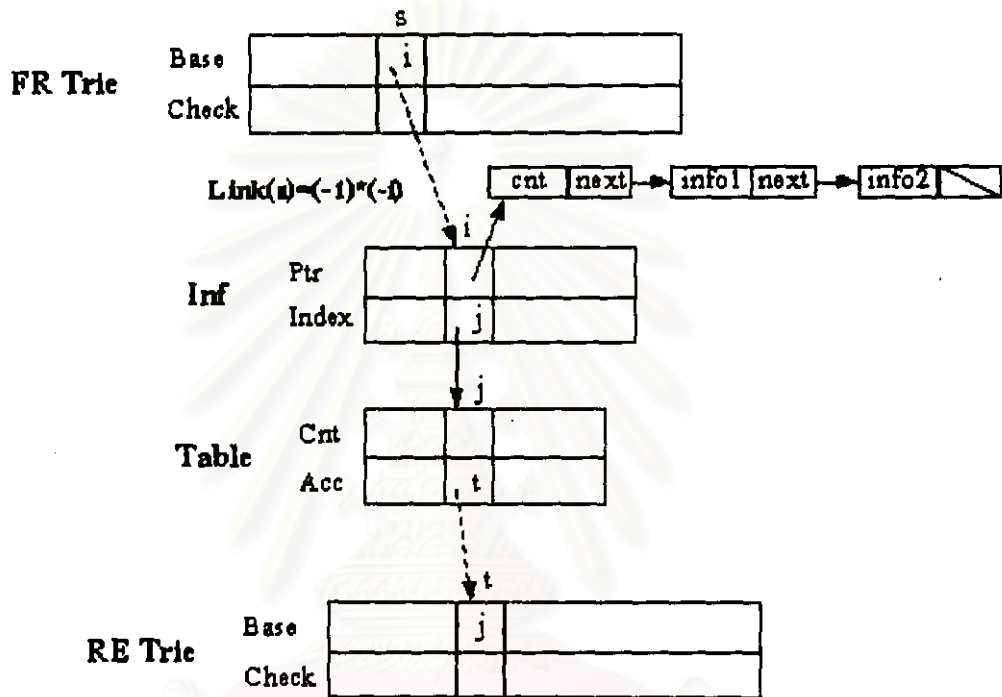 s
Base i
FR Trie
Check
Link(s)=(-1)*(-i)
cnt next info1 next info2
i
Ptr
Inf
Index j
j
Cnt
Table
Acc t
t
Base j
RE Trie
Check